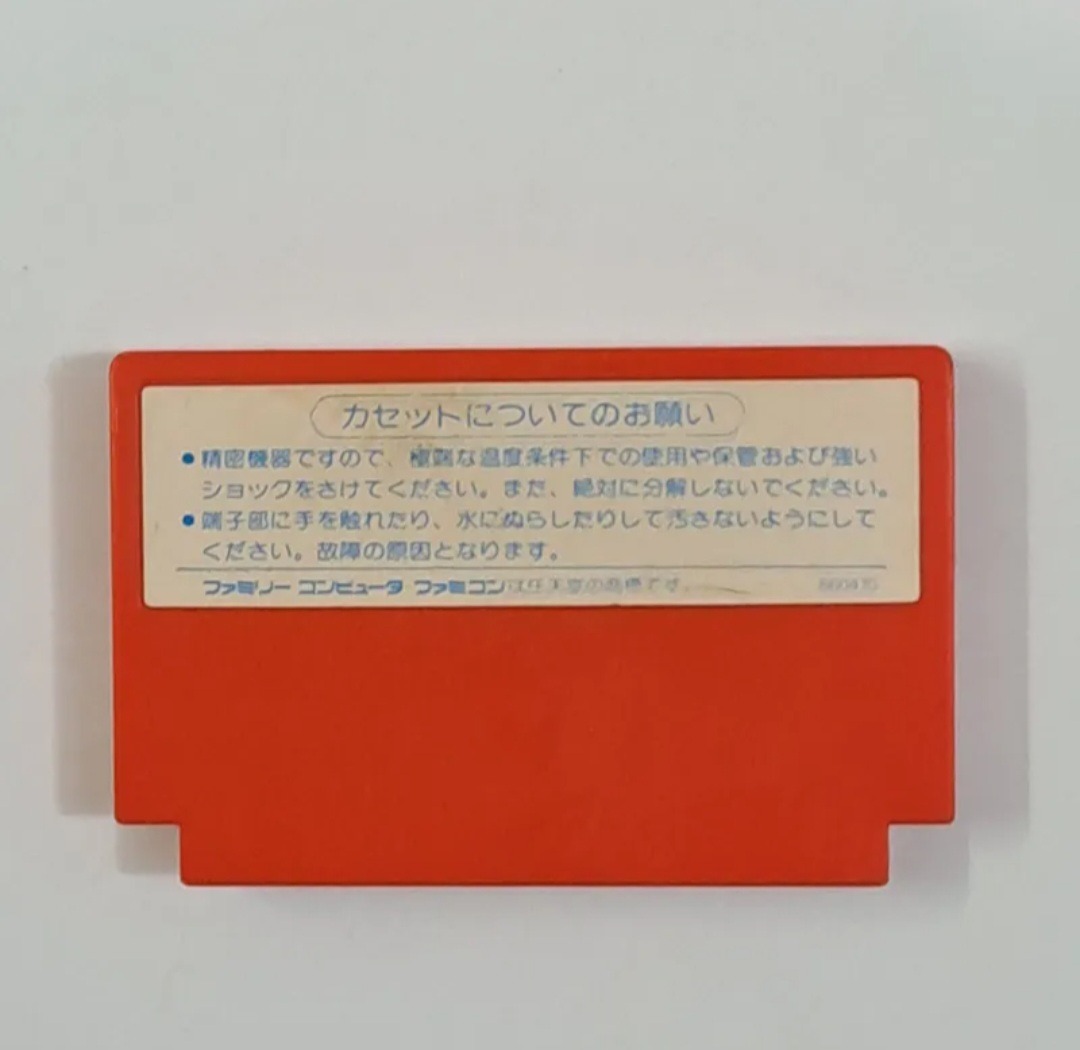 カセットについてのお願い
●精密機器ですので、極端な温度条件下での使用や保管および強い
ショックをさけてください。また、絶対に分解しないでください。
●端子部に手を触れたり、水にぬらしたりして汚さないようにして
ください。故障の原因となります。
ファミリーコンピュータ ファミコンは任天堂の商標です。